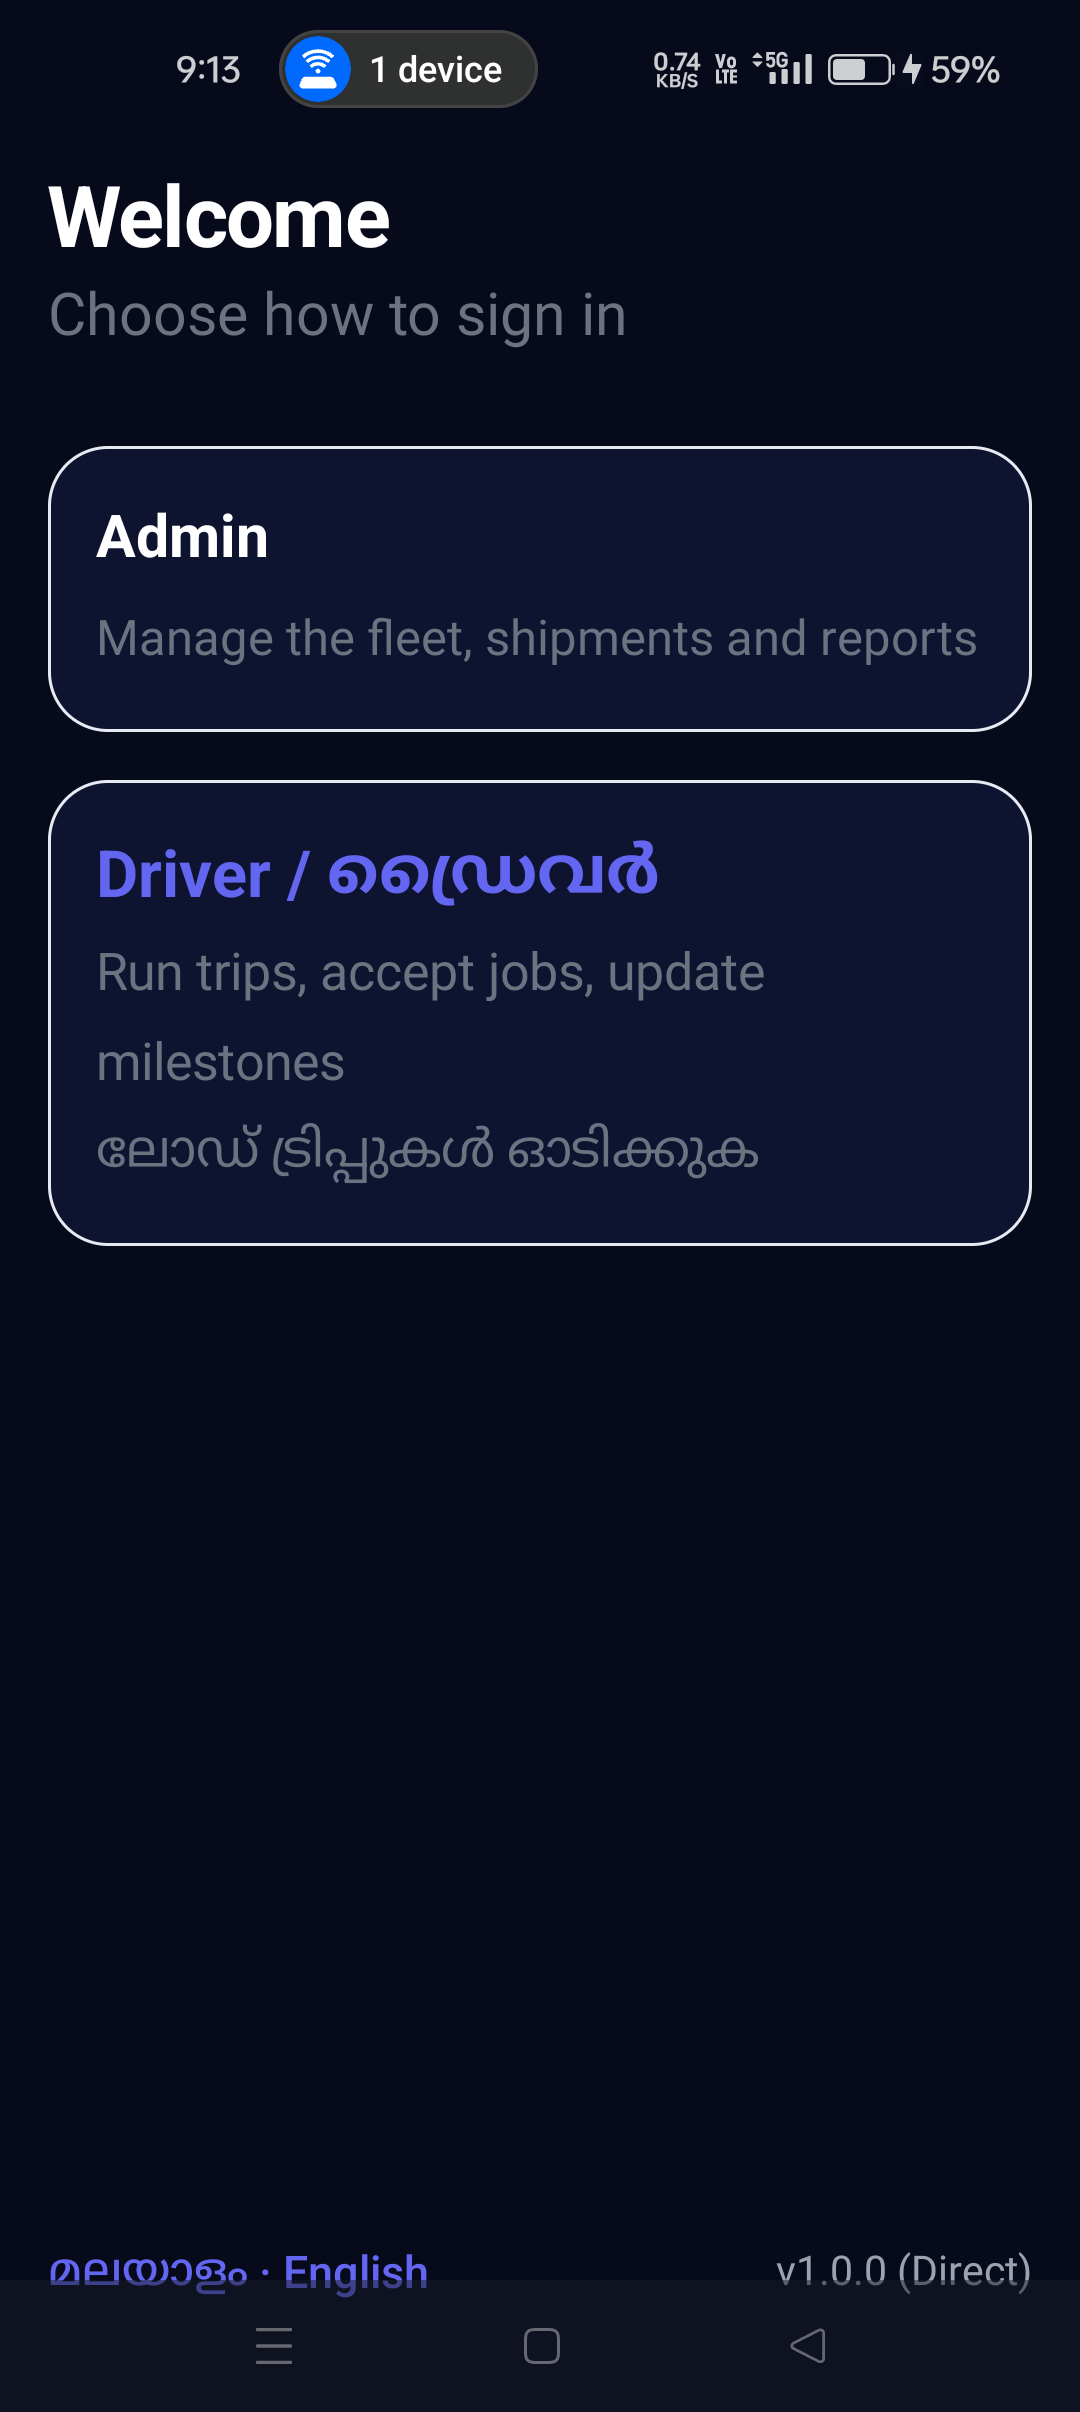 9:13
1 device
0.74 KB/S
Vo LTE
5G
59%
Welcome
Choose how to sign in
Admin
Manage the fleet, shipments and reports
Driver / ഡ്രൈവർ
Run trips, accept jobs, update
milestones
ലോഡ് ട്രിപ്പുകൾ ഓടിക്കുക
മലയാളം · English
v1.0.0 (Direct)